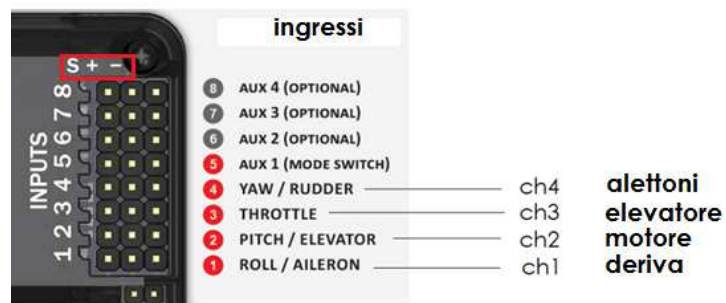 ingressi
S + −
INPUTS
8
7
6
5
4
3
2
1
8 AUX 4 (OPTIONAL)
7 AUX 3 (OPTIONAL)
6 AUX 2 (OPTIONAL)
5 AUX 1 (MODE SWITCH)
4 YAW / RUDDER ch4 alettoni
3 THROTTLE ch3 elevatore
2 PITCH / ELEVATOR ch2 motore
1 ROLL / AILERON ch1 deriva